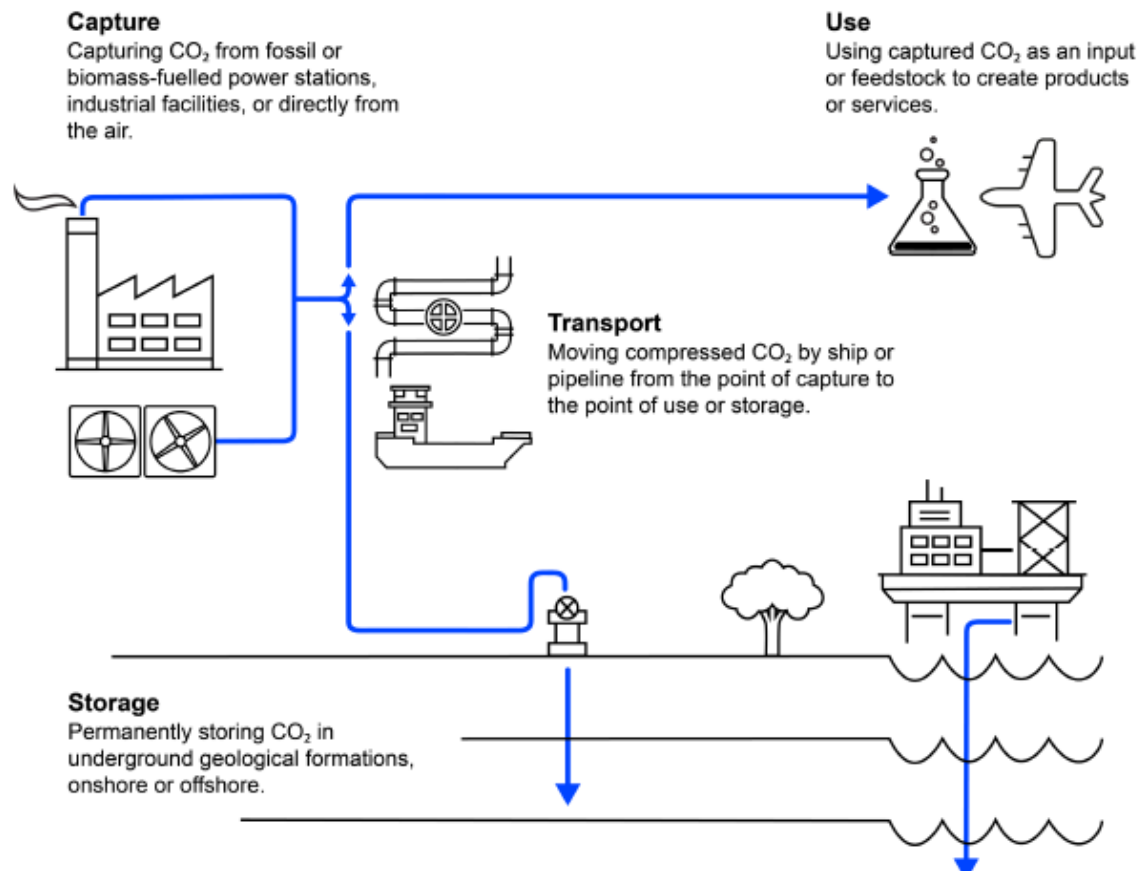 Capture
Capturing CO₂ from fossil or
biomass-fuelled power stations,
industrial facilities, or directly from
the air.
Use
Using captured CO₂ as an input
or feedstock to create products
or services.
Transport
Moving compressed CO₂ by ship or
pipeline from the point of capture to
the point of use or storage.
Storage
Permanently storing CO₂ in
underground geological formations,
onshore or offshore.